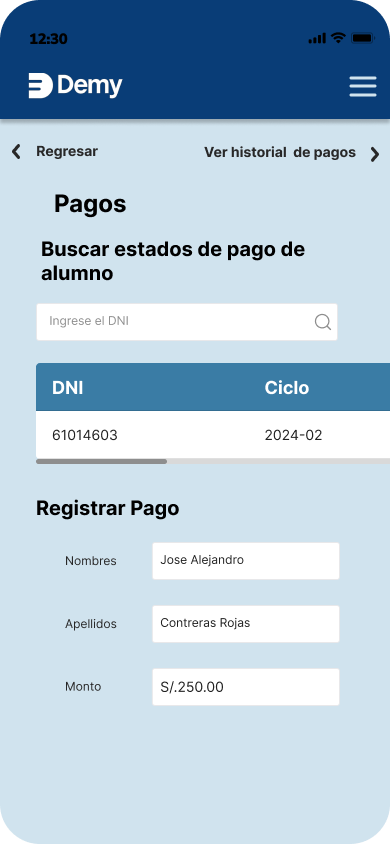 12:30
Demy
Regresar
Ver historial de pagos
Pagos
Buscar estados de pago de
alumno
Ingrese el DNI
DNI Ciclo
61014603 2024-02
Registrar Pago
Nombres Jose Alejandro
Apellidos Contreras Rojas
Monto S/.250.00